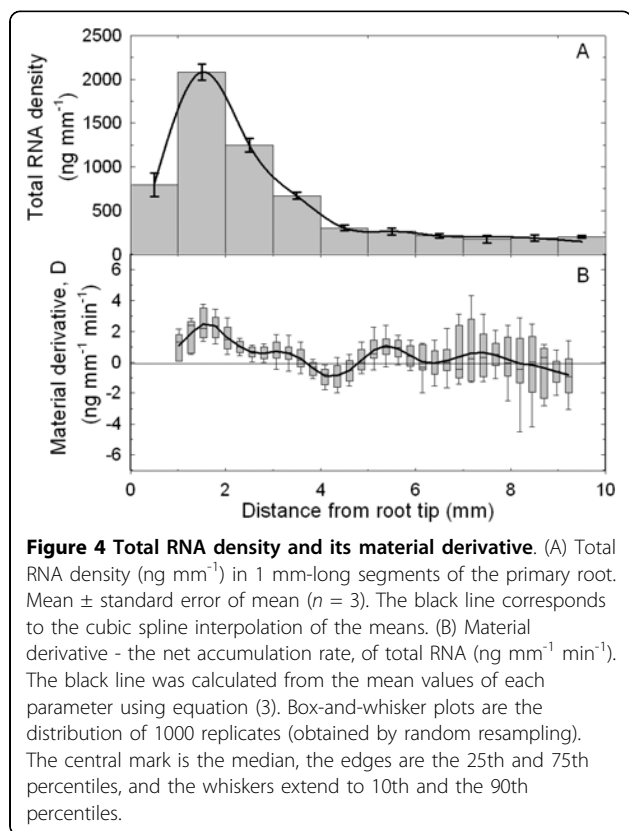 2500
2000
1500
1000
500
0
Total RNA density
(ng mm⁻¹)
A
6
4
2
0
-2
-4
-6
Material derivative, D
(ng mm⁻¹ min⁻¹)
B
0 2 4 6 8 10
Distance from root tip (mm)
Figure 4 Total RNA density and its material derivative. (A) Total
RNA density (ng mm⁻¹) in 1 mm-long segments of the primary root.
Mean ± standard error of mean (n = 3). The black line corresponds
to the cubic spline interpolation of the means. (B) Material
derivative - the net accumulation rate, of total RNA (ng mm⁻¹ min⁻¹).
The black line was calculated from the mean values of each
parameter using equation (3). Box-and-whisker plots are the
distribution of 1000 replicates (obtained by random resampling).
The central mark is the median, the edges are the 25th and 75th
percentiles, and the whiskers extend to 10th and the 90th
percentiles.